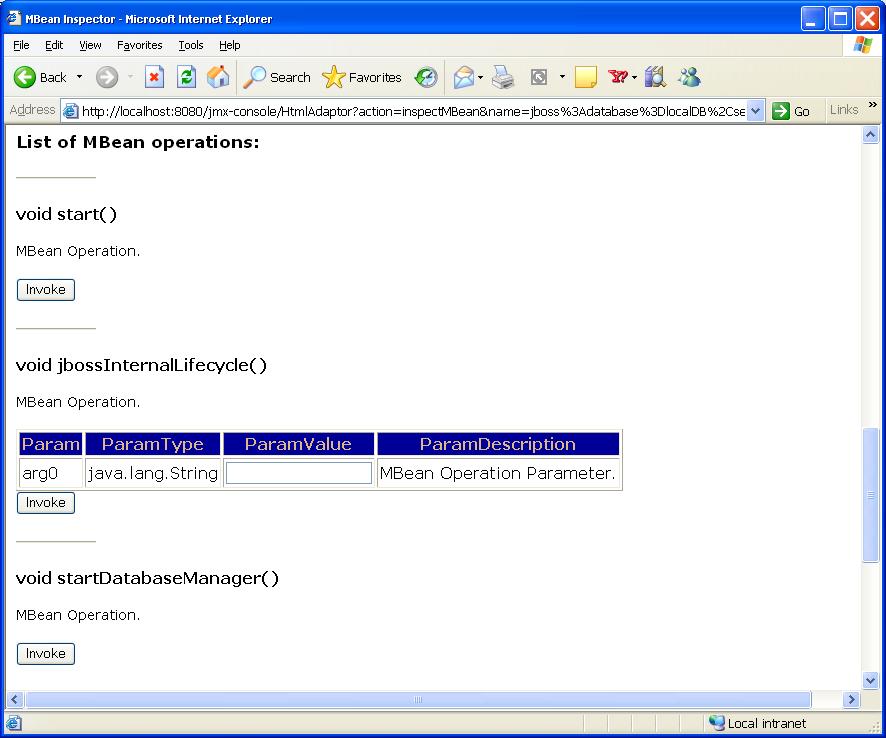 MBean Inspector - Microsoft Internet Explorer
File Edit View Favorites Tools Help
Back Search Favorites
Address http://localhost:8080/jmx-console/HtmlAdaptor?action=inspectMBean&name=jboss%3Adatabase%3DlocalDB%2Cse Go Links »
List of MBean operations:
void start()
MBean Operation.
Invoke
void jbossInternalLifecycle()
MBean Operation.
Param ParamType ParamValue ParamDescription
arg0 java.lang.String MBean Operation Parameter.
Invoke
void startDatabaseManager()
MBean Operation.
Invoke
Local intranet